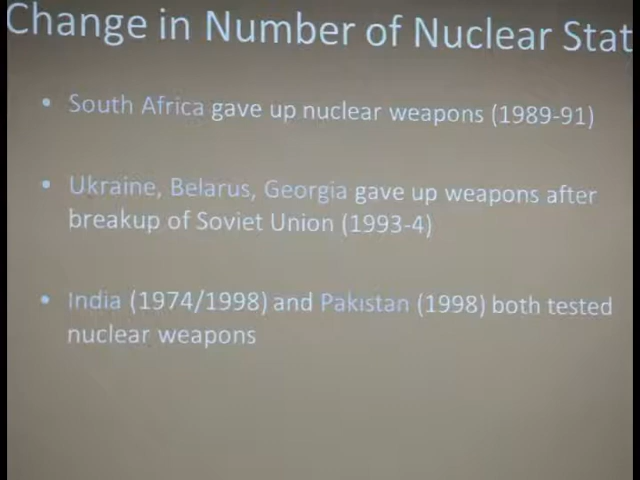 Change in Number of Nuclear Stat
• South Africa gave up nuclear weapons (1989-91)
• Ukraine, Belarus, Georgia gave up weapons after
breakup of Soviet Union (1993-4)
• India (1974/1998) and Pakistan (1998) both tested
nuclear weapons